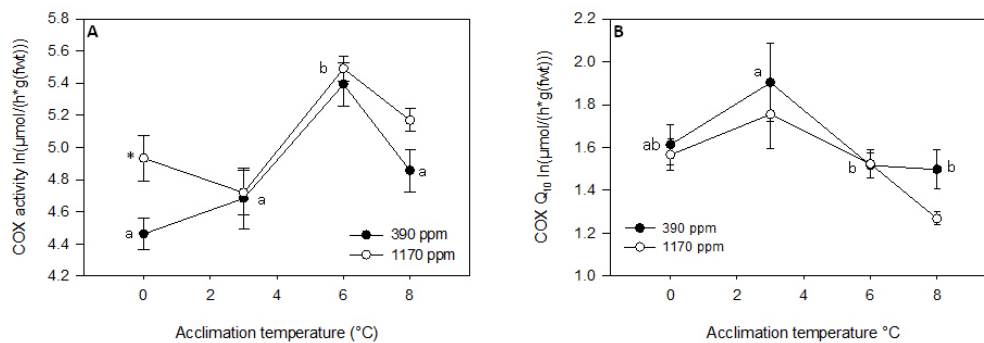 A
COX activity ln(µmol/(h*g(fwt)))
5.8
5.6
5.4
5.2
5.0
4.8
4.6
4.4
4.2
*
a
a
b
a
390 ppm
1170 ppm
0
2
4
6
8
Acclimation temperature (°C)
B
COX Q10 ln(µmol/(h*g(fwt)))
2.2
2.0
1.8
1.6
1.4
1.2
1.0
ab
a
b
b
390 ppm
1170 ppm
0
2
4
6
8
Acclimation temperature °C